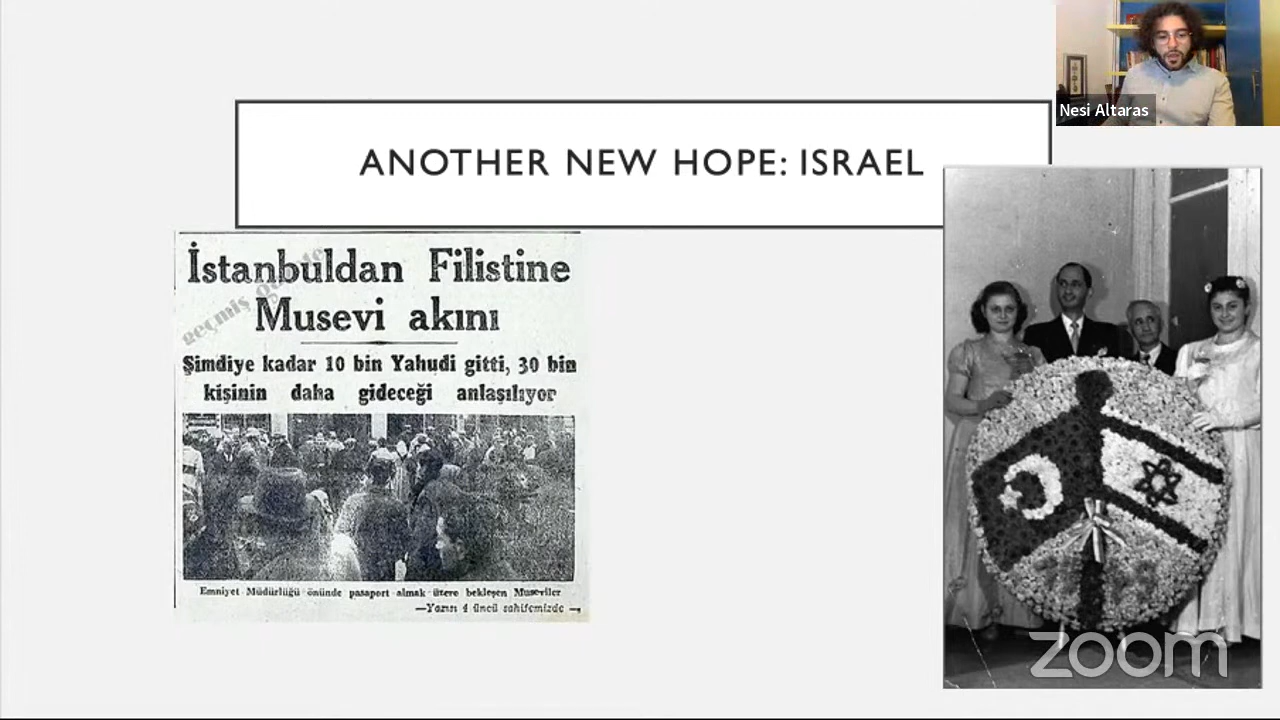 Nesi Altaras
ANOTHER NEW HOPE: ISRAEL
İstanbuldan Filistine
Musevi akını
Şimdiye kadar 10 bin Yahudi gitti, 30 bin
kişinin daha gideceği anlaşılıyor
Emniyet Müdürlüğü önünde pasaport almak üzere bekleşen Museviler
—Yazısı 4 üncü sahifemizde—
geçmiş gazete
zoom